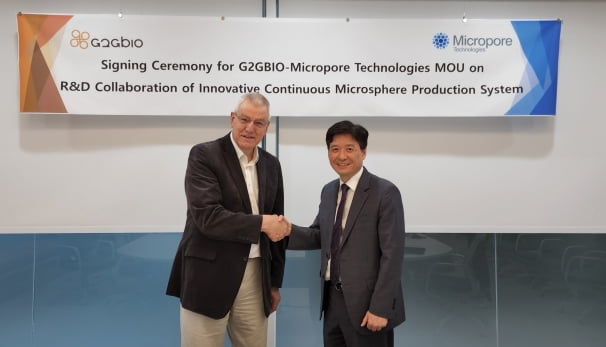 G2GBIO
Micropore
Technologies
Signing Ceremony for G2GBIO-Micropore Technologies MOU on
R&D Collaboration of Innovative Continuous Microsphere Production System